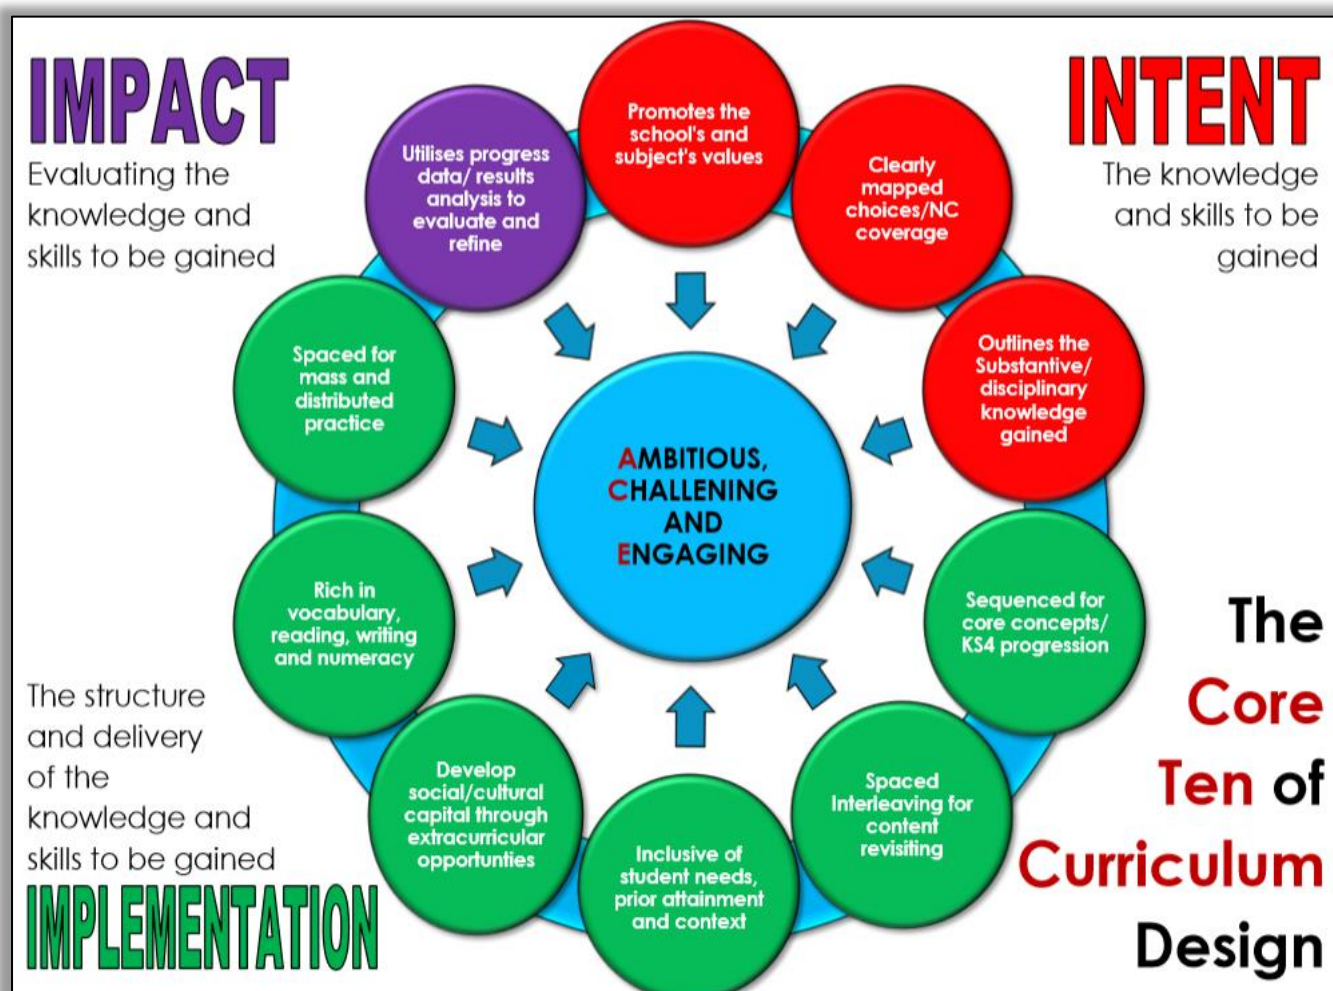 IMPACT
Evaluating the
knowledge and
skills to be gained
INTENT
The knowledge
and skills to be
gained
Promotes the
school's and
subject's values
Clearly
mapped
choices/NC
coverage
Outlines the
Substantive/
disciplinary
knowledge
gained
Sequenced for
core concepts/
KS4 progression
Spaced
Interleaving for
content
revisiting
Inclusive of
student needs,
prior attainment
and context
Develop
social/cultural
capital through
extracurricular
opportunties
Rich in
vocabulary,
reading, writing
and numeracy
Spaced for
mass and
distributed
practice
Utilises progress
data/ results
analysis to
evaluate and
refine
AMBITIOUS,
CHALLENING
AND
ENGAGING
The structure
and delivery
of the
knowledge and
skills to be gained
IMPLEMENTATION
The
Core
Ten of
Curriculum
Design